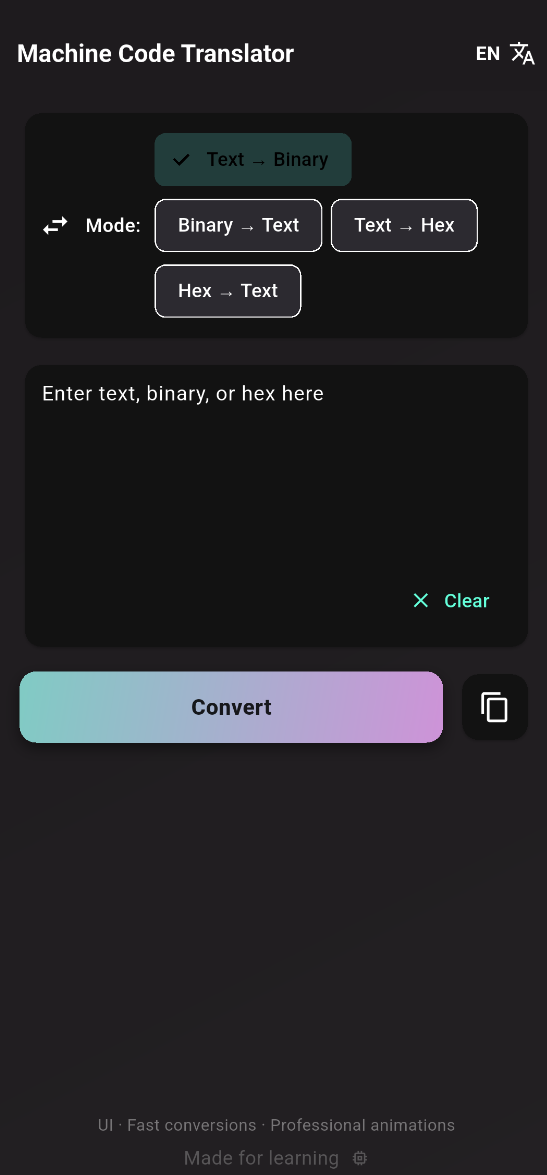 Machine Code Translator EN
Text → Binary
Mode: Binary → Text Text → Hex
Hex → Text
Enter text, binary, or hex here
Clear
Convert
UI · Fast conversions · Professional animations
Made for learning